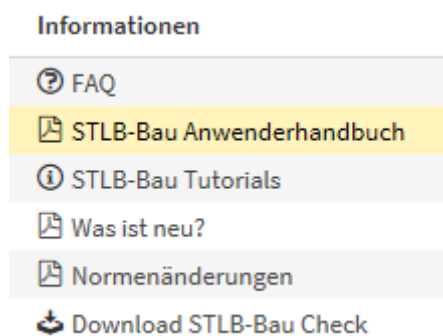 Informationen
FAQ
STLB-Bau Anwenderhandbuch
STLB-Bau Tutorials
Was ist neu?
Normenänderungen
Download STLB-Bau Check